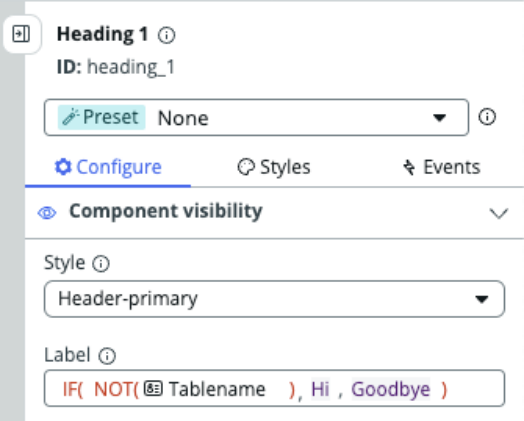 Heading 1
ID: heading_1
Preset None
Configure Styles Events
Component visibility
Style
Header-primary
Label
IF( NOT( Tablename ) , Hi , Goodbye )